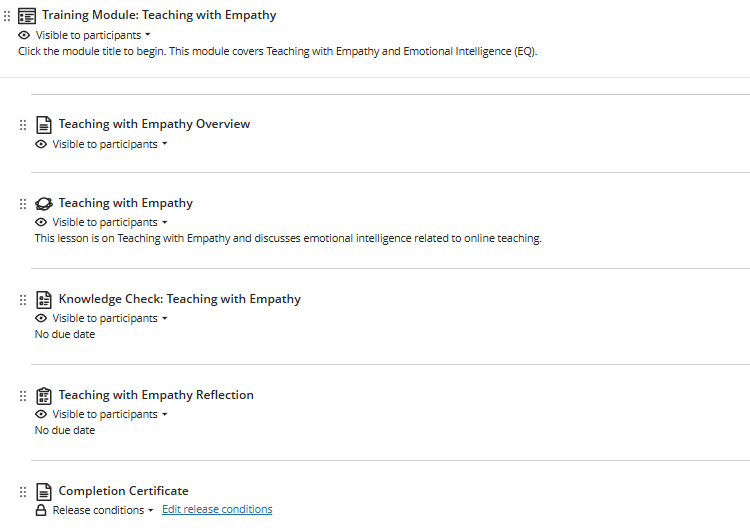 Training Module: Teaching with Empathy
Visible to participants
Click the module title to begin. This module covers Teaching with Empathy and Emotional Intelligence (EQ).
Teaching with Empathy Overview
Visible to participants
Teaching with Empathy
Visible to participants
This lesson is on Teaching with Empathy and discusses emotional intelligence related to online teaching.
Knowledge Check: Teaching with Empathy
Visible to participants
No due date
Teaching with Empathy Reflection
Visible to participants
No due date
Completion Certificate
Release conditions Edit release conditions